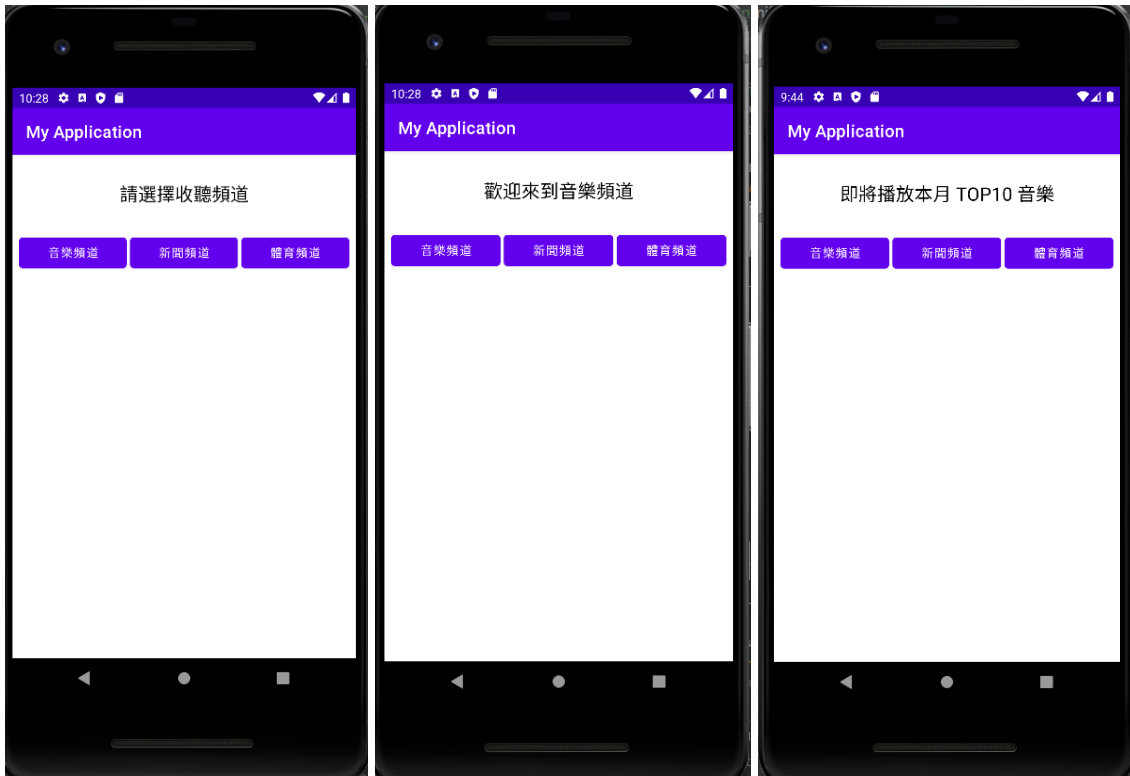 10:28
My Application
請選擇收聽頻道
音樂頻道 新聞頻道 體育頻道
10:28
My Application
歡迎來到音樂頻道
音樂頻道 新聞頻道 體育頻道
9:44
My Application
即將播放本月 TOP10 音樂
音樂頻道 新聞頻道 體育頻道